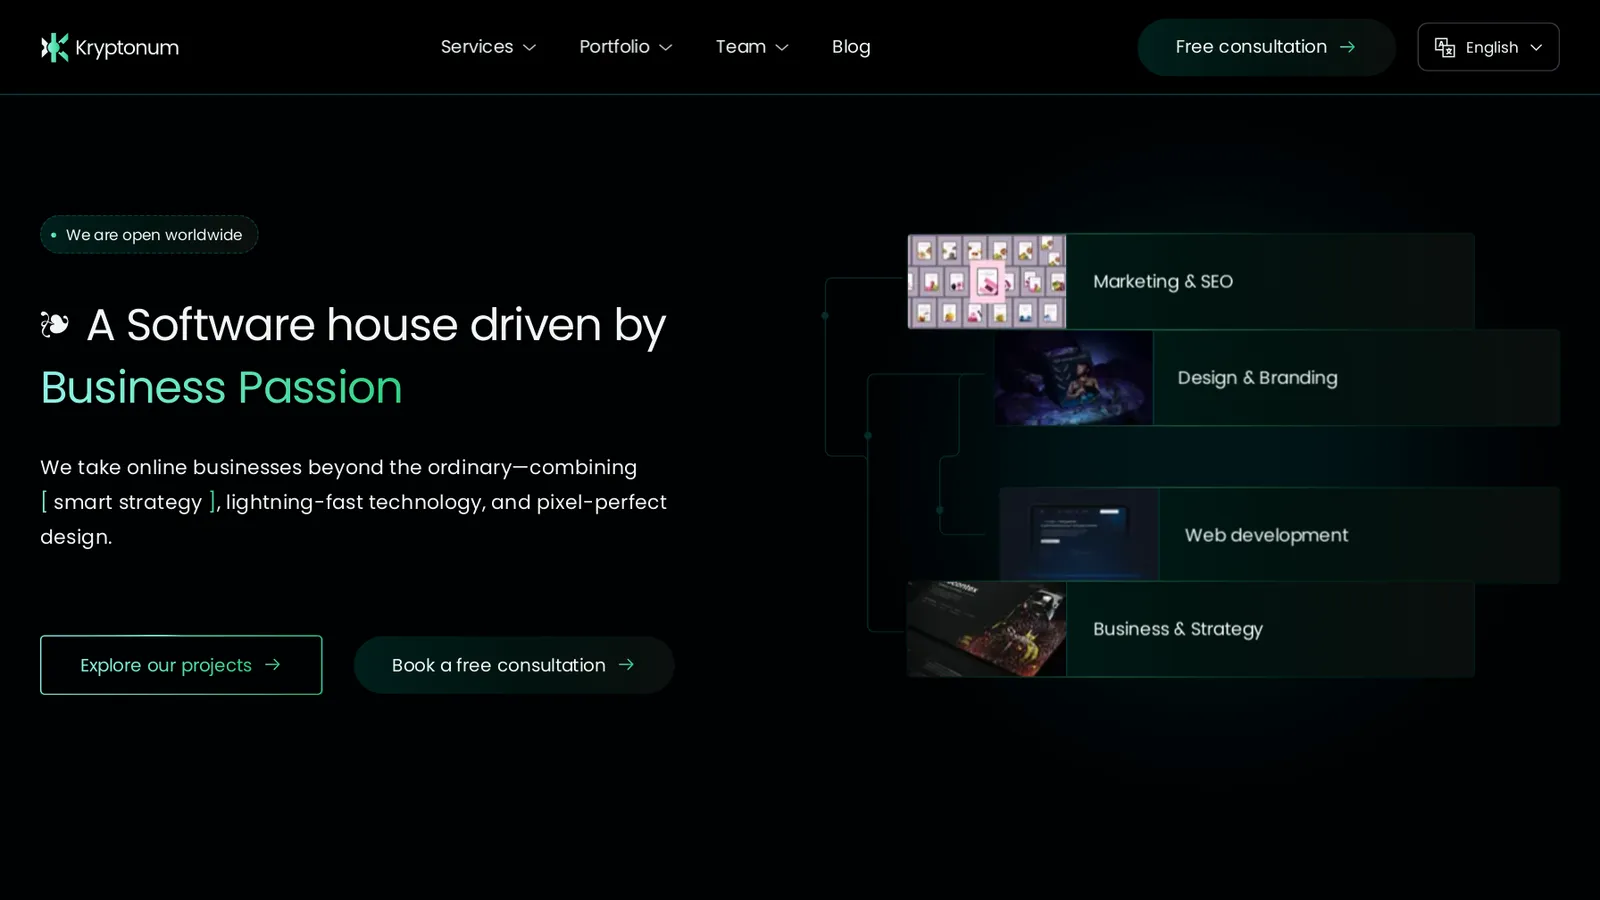 Kryptonum
Services
Portfolio
Team
Blog
Free consultation →
English
We are open worldwide
❧ A Software house driven by
Business Passion
We take online businesses beyond the ordinary—combining
[ smart strategy ], lightning-fast technology, and pixel-perfect
design.
Explore our projects →
Book a free consultation →
Marketing & SEO
Design & Branding
Web development
Business & Strategy